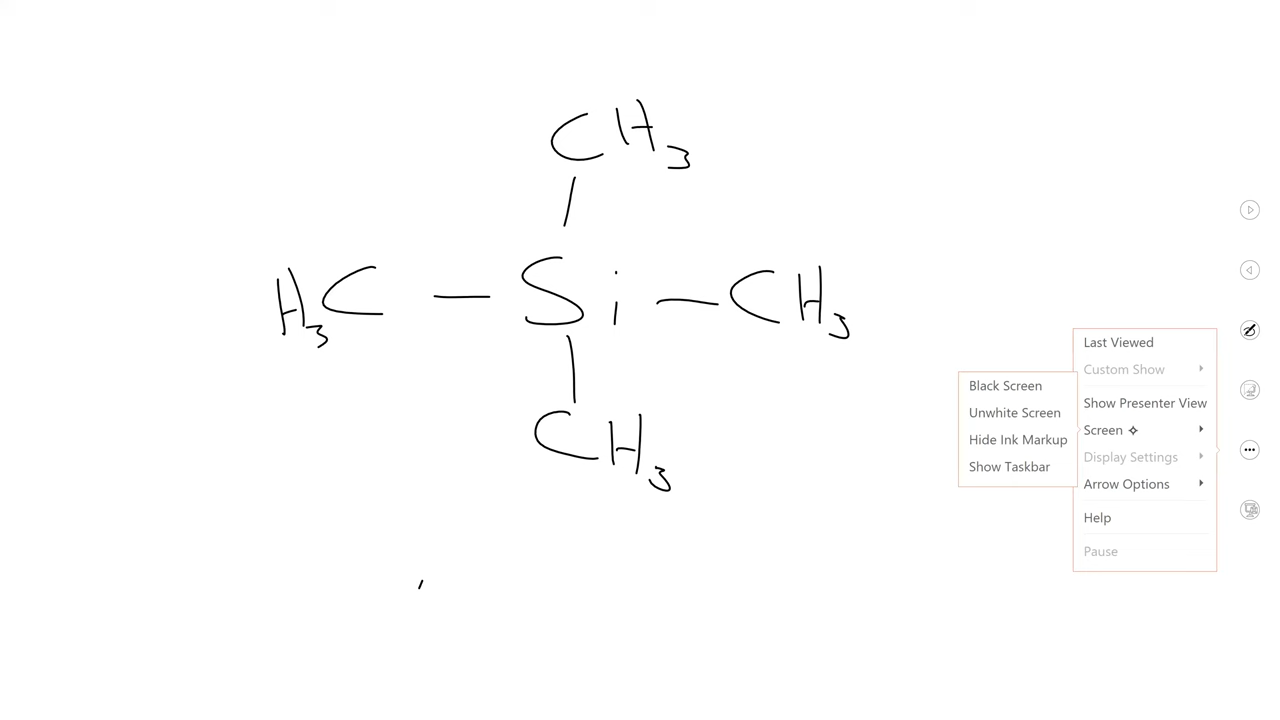 CH3
H3C — Si — CH3
CH3
Last Viewed
Custom Show
Show Presenter View
Screen
Display Settings
Arrow Options
Help
Pause
Black Screen
Unwhite Screen
Hide Ink Markup
Show Taskbar